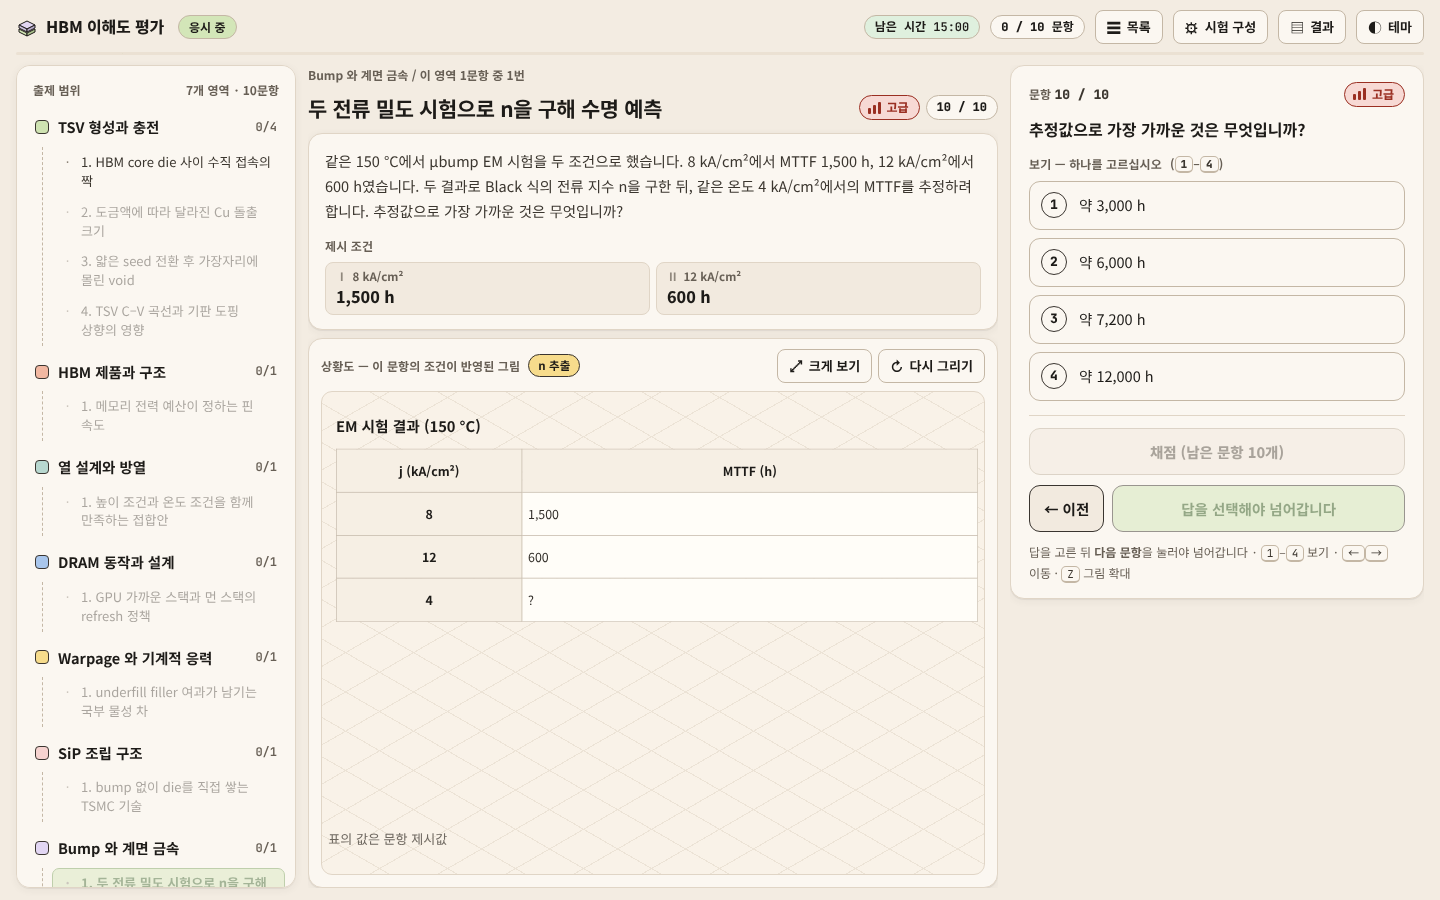 HBM 이해도 평가
응시 중
남은 시간 15:00
0 / 10 문항
목록
시험 구성
결과
테마
출제 범위
7개 영역 · 10문항
TSV 형성과 충전 0/4
· 1. HBM core die 사이 수직 접속의
짝
· 2. 도금액에 따라 달라진 Cu 돌출
크기
· 3. 얇은 seed 전환 후 가장자리에
몰린 void
· 4. TSV C–V 곡선과 기판 도핑
상향의 영향
HBM 제품과 구조 0/1
· 1. 메모리 전력 예산이 정하는 핀
속도
열 설계와 방열 0/1
· 1. 높이 조건과 온도 조건을 함께
만족하는 접합안
DRAM 동작과 설계 0/1
· 1. GPU 가까운 스택과 먼 스택의
refresh 정책
Warpage 와 기계적 응력 0/1
· 1. underfill filler 여과가 남기는
국부 물성 차
SiP 조립 구조 0/1
· 1. bump 없이 die를 직접 쌓는
TSMC 기술
Bump 와 계면 금속 0/1
· 1. 두 전류 밀도 시험으로 n을 구해
Bump 와 계면 금속 / 이 영역 1문항 중 1번
두 전류 밀도 시험으로 n을 구해 수명 예측
고급
10 / 10
같은 150 °C에서 μbump EM 시험을 두 조건으로 했습니다. 8 kA/cm²에서 MTTF 1,500 h, 12 kA/cm²에서
600 h였습니다. 두 결과로 Black 식의 전류 지수 n을 구한 뒤, 같은 온도 4 kA/cm²에서의 MTTF를 추정하려
합니다. 추정값으로 가장 가까운 것은 무엇입니까?
제시 조건
I 8 kA/cm²
1,500 h
II 12 kA/cm²
600 h
상황도 — 이 문항의 조건이 반영된 그림
n 추출
크게 보기
다시 그리기
EM 시험 결과 (150 °C)
j (kA/cm²) MTTF (h)
8 1,500
12 600
4 ?
표의 값은 문항 제시값
문항 10 / 10
고급
추정값으로 가장 가까운 것은 무엇입니까?
보기 — 하나를 고르십시오 (1–4)
1 약 3,000 h
2 약 6,000 h
3 약 7,200 h
4 약 12,000 h
채점 (남은 문항 10개)
← 이전
답을 선택해야 넘어갑니다
답을 고른 뒤 다음 문항을 눌러야 넘어갑니다 · 1–4 보기 · ← →
이동 · Z 그림 확대